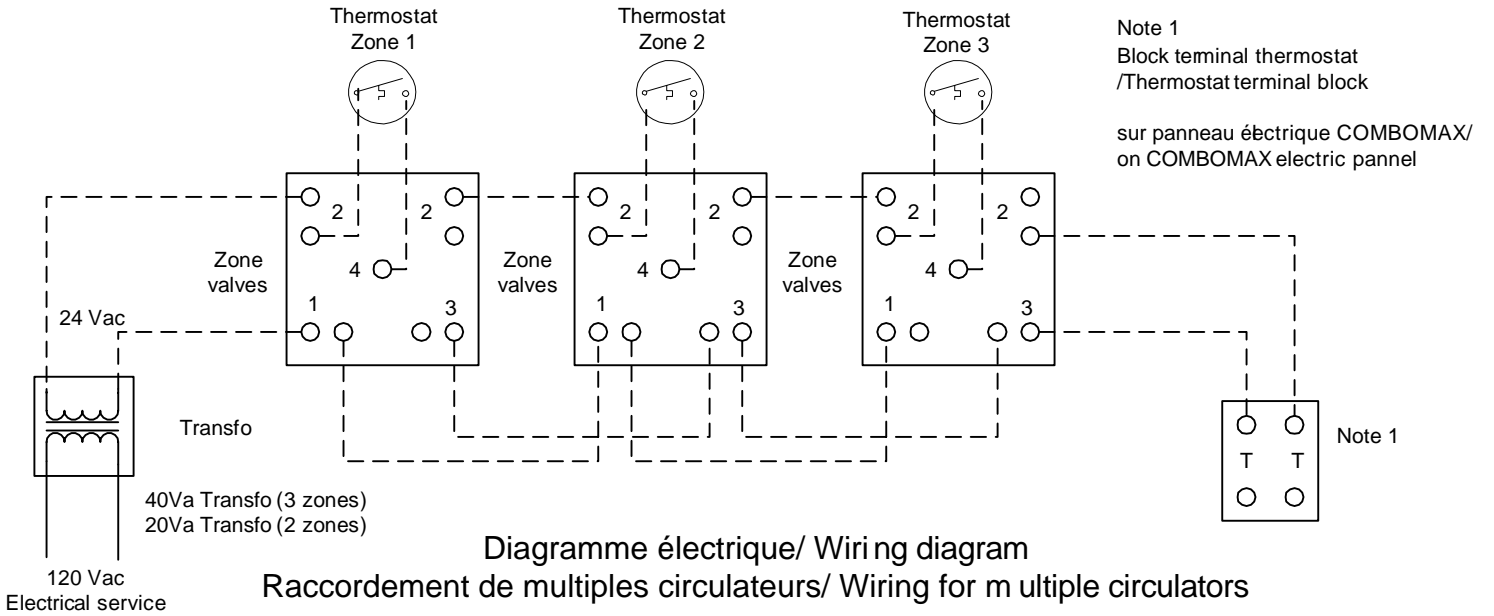 Thermostat
Zone 1
Thermostat
Zone 2
Thermostat
Zone 3
Note 1
Block terminal thermostat
/Thermostat terminal block
sur panneau électrique COMBOMAX/
on COMBOMAX electric pannel
2 2
2 2
2 2
Zone
valves
4
Zone
valves
4
Zone
valves
4
1 3
1 3
1 3
24 Vac
Transfo
Note 1
T T
40Va Transfo (3 zones)
20Va Transfo (2 zones)
Diagramme électrique/ Wiring diagram
Raccordement de multiples circulateurs/ Wiring for m ultiple circulators
120 Vac
Electrical service